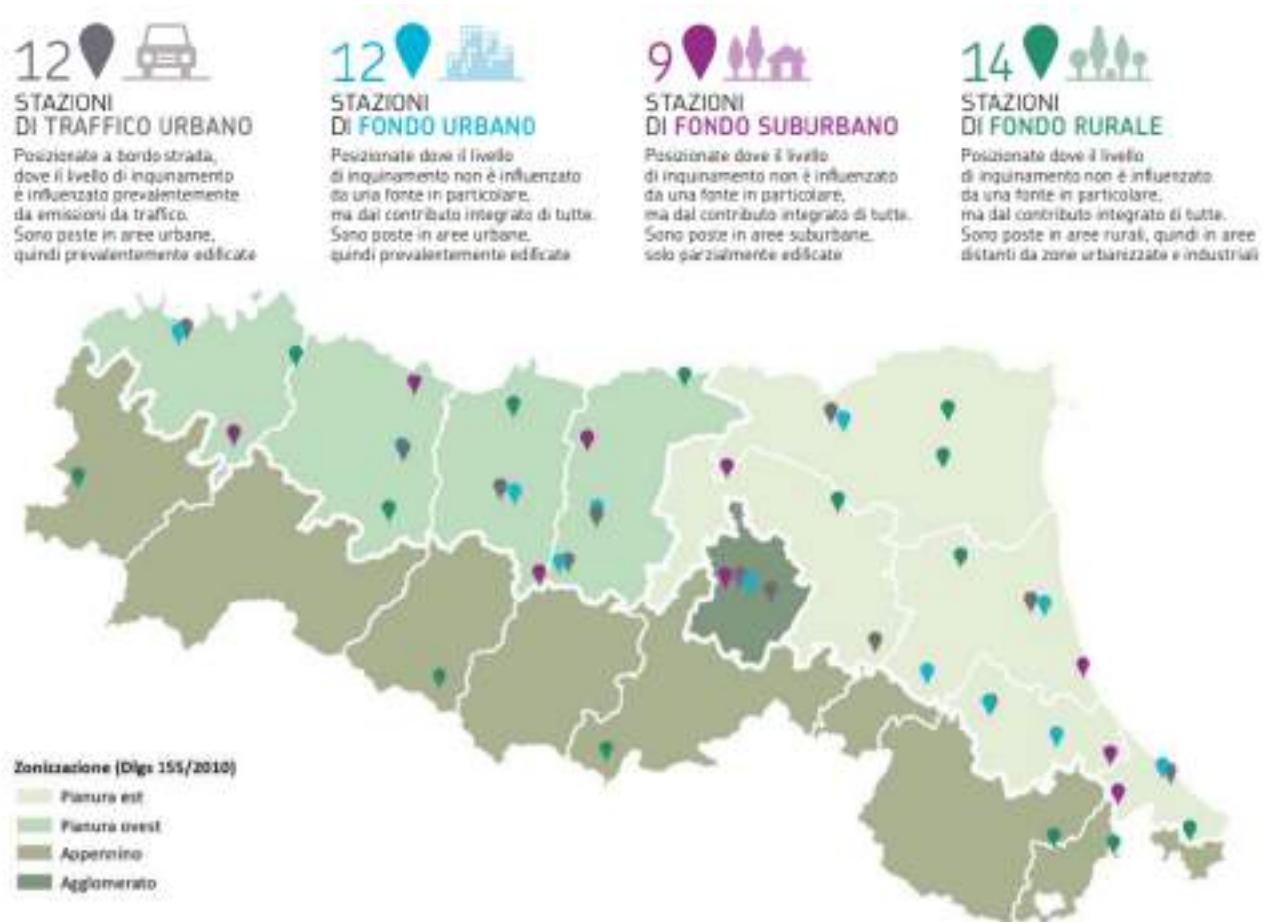 12
STAZIONI
DI TRAFFICO URBANO
Posizionate a bordo strada,
dove il livello di inquinamento
è influenzato prevalentemente
da emissioni da traffico.
Sono poste in aree urbane,
quindi prevalentemente edificate
12
STAZIONI
DI FONDO URBANO
Posizionate dove il livello
di inquinamento non è influenzato
da una fonte in particolare,
ma dal contributo integrato di tutte.
Sono poste in aree urbane,
quindi prevalentemente edificate
9
STAZIONI
DI FONDO SUBURBANO
Posizionate dove il livello
di inquinamento non è influenzato
da una fonte in particolare,
ma dal contributo integrato di tutte.
Sono poste in aree suburbane,
solo parzialmente edificate
14
STAZIONI
DI FONDO RURALE
Posizionate dove il livello
di inquinamento non è influenzato
da una fonte in particolare,
ma dal contributo integrato di tutte.
Sono poste in aree rurali, quindi in aree
distanti da zone urbanizzate e industriali
Zonizzazione (Dlgs 155/2010)
Pianura est
Pianura ovest
Appennino
Agglomerato